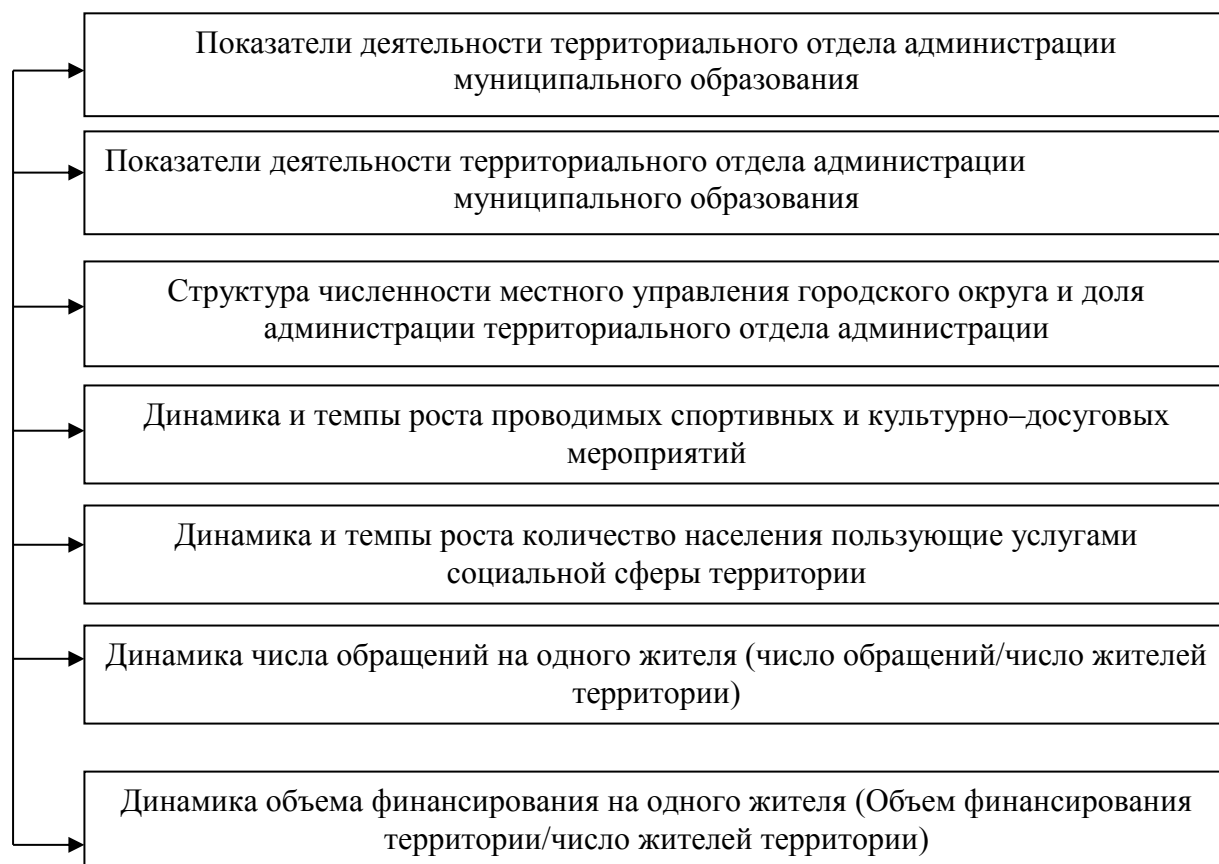 Показатели деятельности территориального отдела администрации
муниципального образования
Показатели деятельности территориального отдела администрации
муниципального образования
Структура численности местного управления городского округа и доля
администрации территориального отдела администрации
Динамика и темпы роста проводимых спортивных и культурно–досуговых
мероприятий
Динамика и темпы роста количество населения пользующие услугами
социальной сферы территории
Динамика числа обращений на одного жителя (число обращений/число жителей
территории)
Динамика объема финансирования на одного жителя (Объем финансирования
территории/число жителей территории)